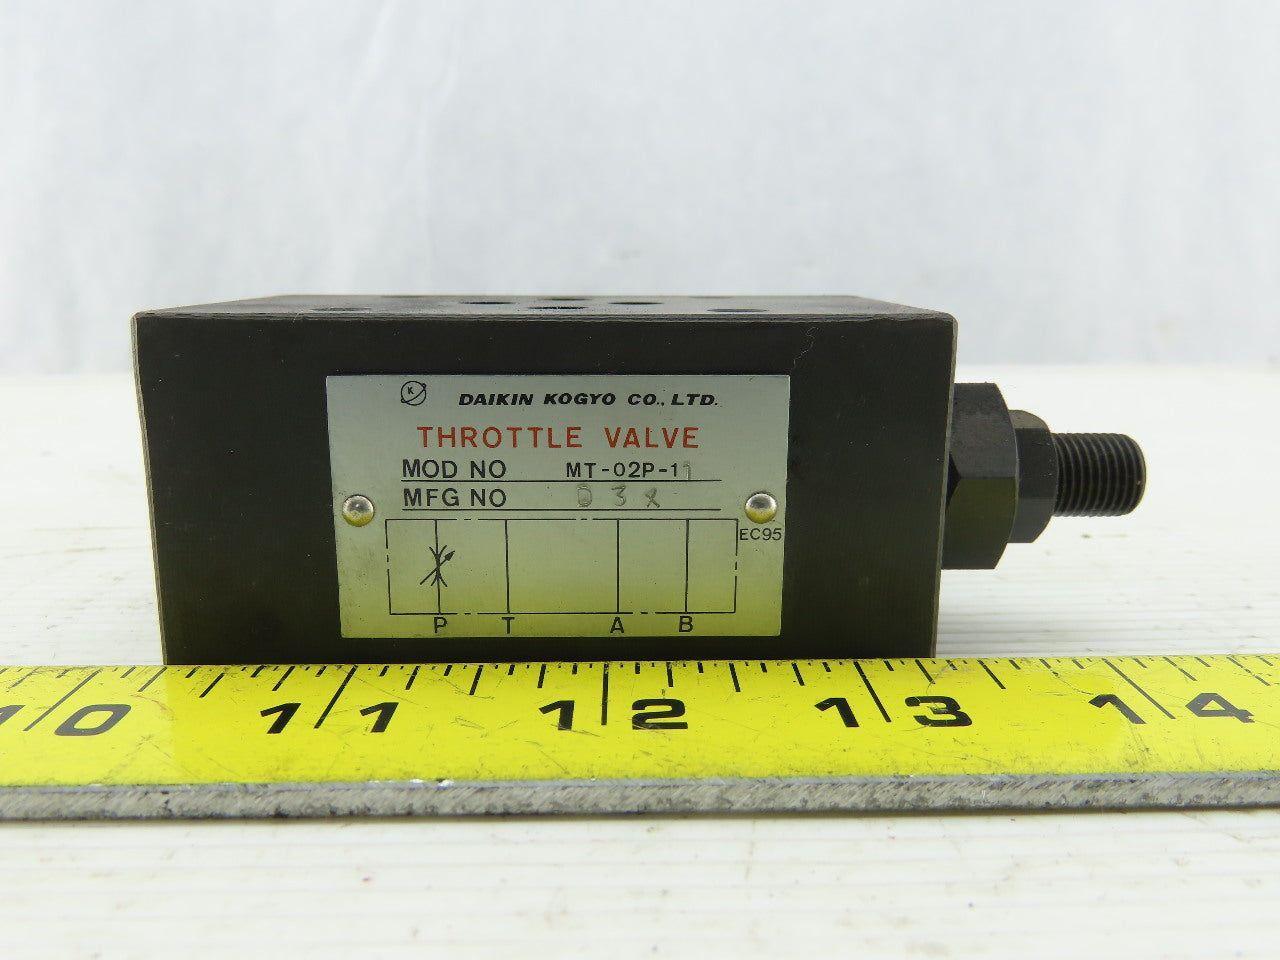 K
DAIKIN KOGYO CO., LTD.
THROTTLE VALVE
MOD NO MT-02P-11
MFG NO 03
EC95
P T A B
10 11 12 13 14